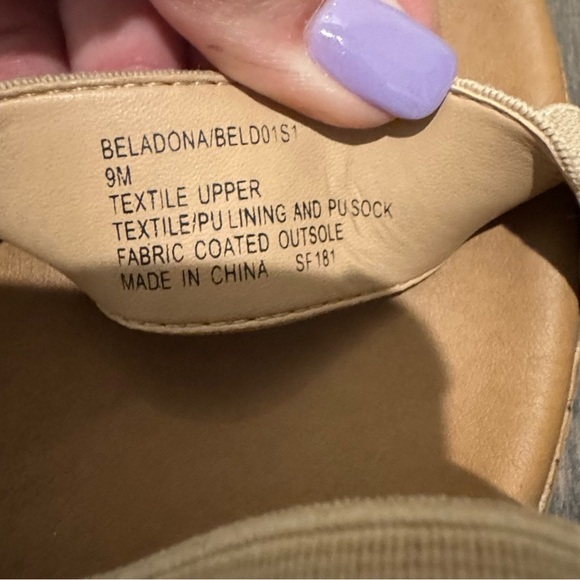 BELADONA/BELD01S1
9M
TEXTILE UPPER
TEXTILE/PU LINING AND PU SOCK
FABRIC COATED OUTSOLE
MADE IN CHINA SF181